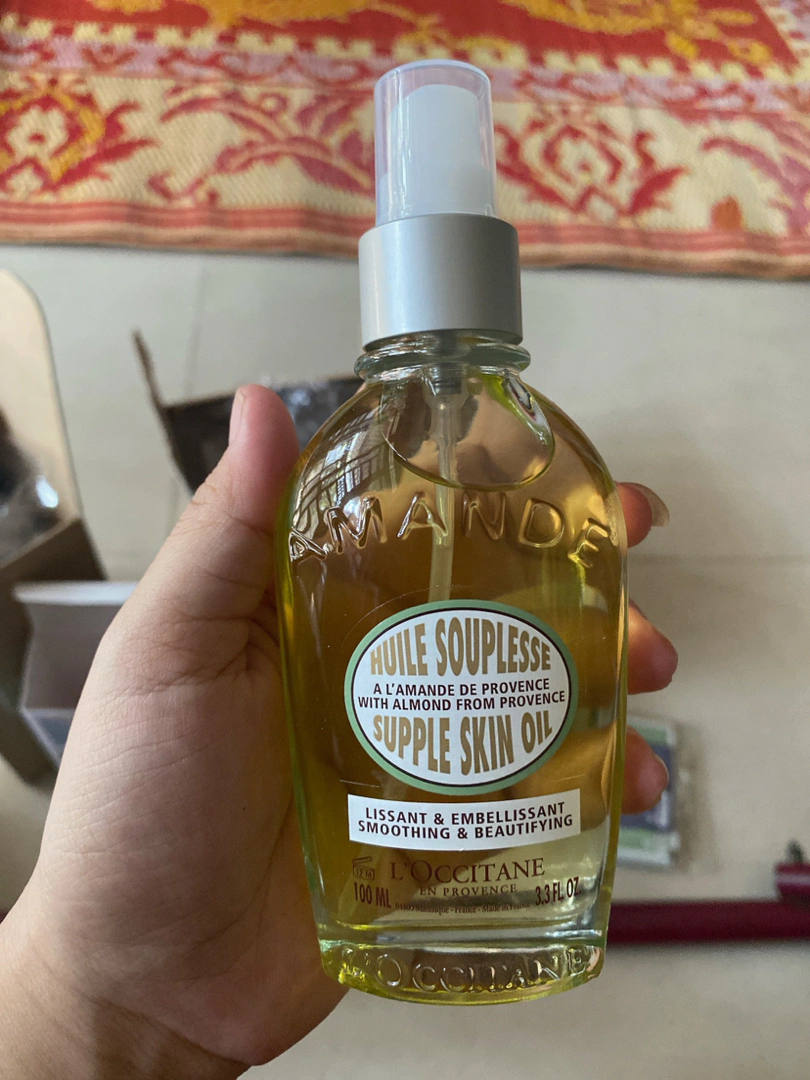 AMANDE
HUILE SOUPLESSE
A L'AMANDE DE PROVENCE
WITH ALMOND FROM PROVENCE
SUPPLE SKIN OIL
LISSANT & EMBELLISSANT
SMOOTHING & BEAUTIFYING
12 M
L'OCCITANE
EN PROVENCE
100 ML
3.3 FL.OZ.
L'OCCITANE